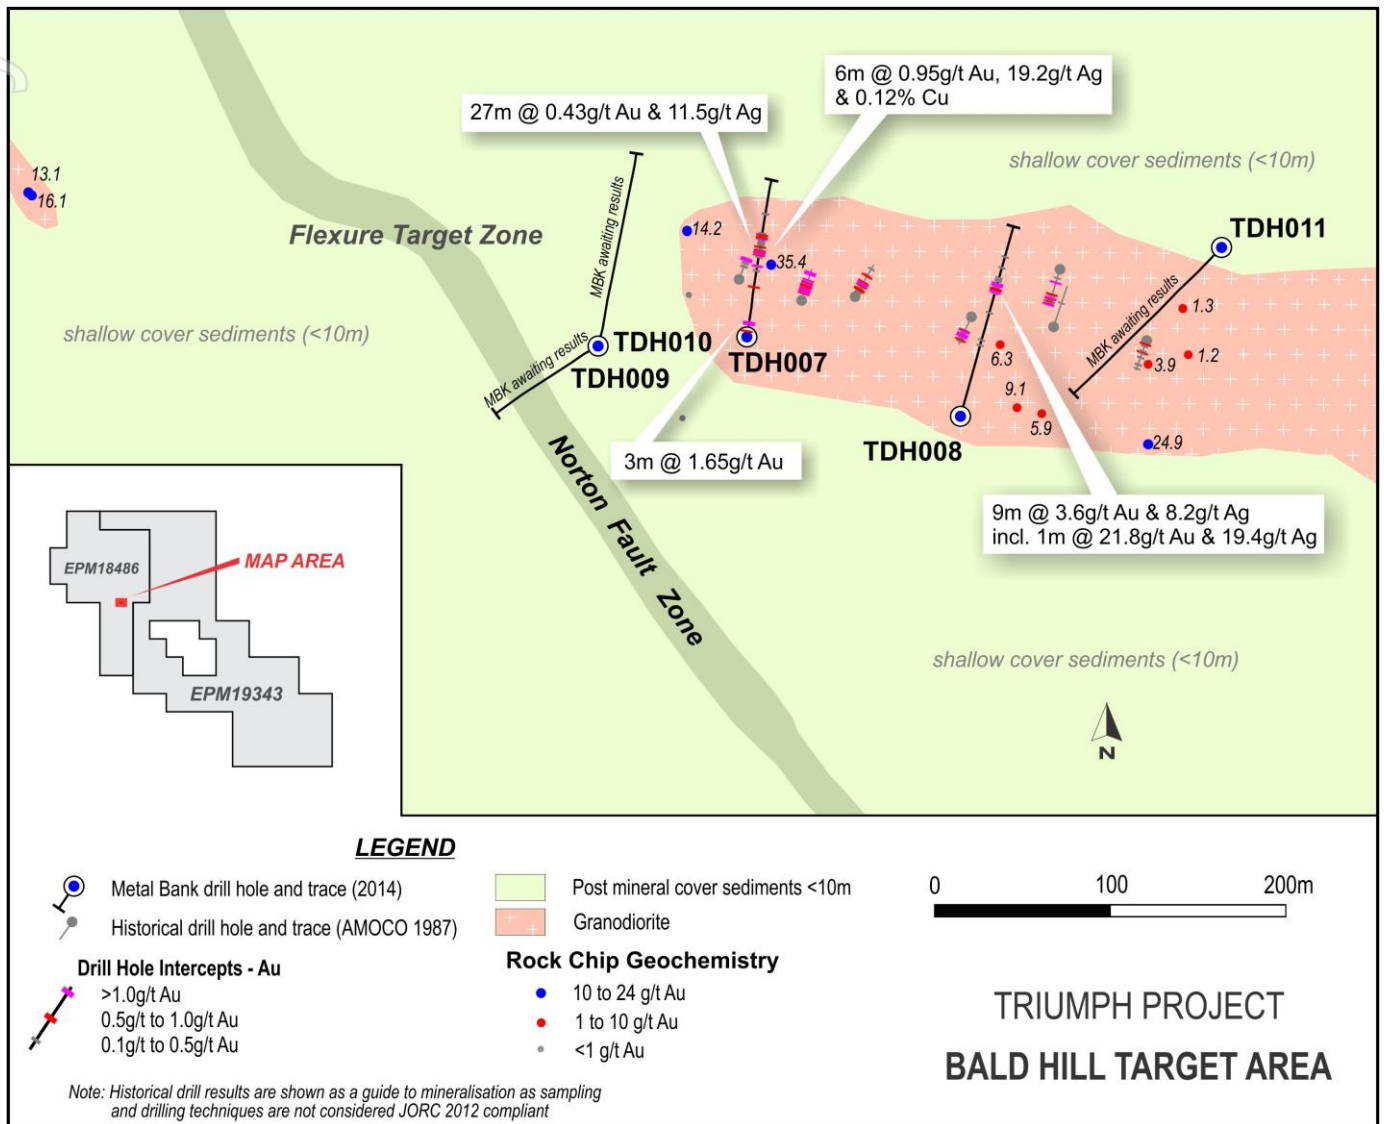 6m @ 0.95g/t Au, 19.2g/t Ag
& 0.12% Cu
27m @ 0.43g/t Au & 11.5g/t Ag
shallow cover sediments (<10m)
13.1
16.1
MBK awaiting results
14.2
TDH011
Flexure Target Zone
35.4
shallow cover sediments (<10m)
MBK awaiting results
1.3
TDH010
TDH007
TDH009
MBK awaiting results
6.3
1.2
3.9
9.1
5.9
TDH008
24.9
3m @ 1.65g/t Au
Norton Fault Zone
9m @ 3.6g/t Au & 8.2g/t Ag
incl. 1m @ 21.8g/t Au & 19.4g/t Ag
EPM18486
MAP AREA
EPM19343
shallow cover sediments (<10m)
N
LEGEND
Metal Bank drill hole and trace (2014)
Historical drill hole and trace (AMOCO 1987)
Post mineral cover sediments <10m
Granodiorite
Drill Hole Intercepts - Au
>1.0g/t Au
0.5g/t to 1.0g/t Au
0.1g/t to 0.5g/t Au
Rock Chip Geochemistry
10 to 24 g/t Au
1 to 10 g/t Au
<1 g/t Au
0 100 200m
TRIUMPH PROJECT
BALD HILL TARGET AREA
Note: Historical drill results are shown as a guide to mineralisation as sampling
and drilling techniques are not considered JORC 2012 compliant